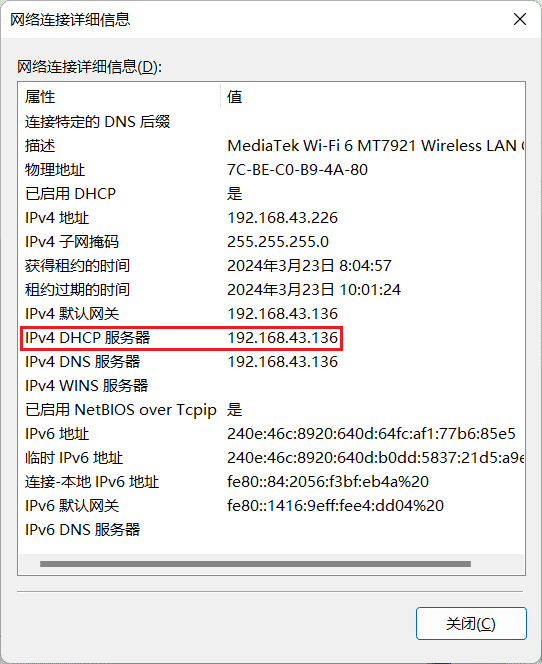 网络连接详细信息
网络连接详细信息(D):
属性 值
连接特定的 DNS 后缀
描述 MediaTek Wi-Fi 6 MT7921 Wireless LAN
物理地址 7C-BE-C0-B9-4A-80
已启用 DHCP 是
IPv4 地址 192.168.43.226
IPv4 子网掩码 255.255.255.0
获得租约的时间 2024年3月23日 8:04:57
租约过期的时间 2024年3月23日 10:01:24
IPv4 默认网关 192.168.43.136
IPv4 DHCP 服务器 192.168.43.136
IPv4 DNS 服务器 192.168.43.136
IPv4 WINS 服务器
已启用 NetBIOS over Tcpip 是
IPv6 地址 240e:46c:8920:640d:64fc:af1:77b6:85e5
临时 IPv6 地址 240e:46c:8920:640d:b0dd:5837:21d5:a9e
连接-本地 IPv6 地址 fe80::84:2056:f3bf:eb4a%20
IPv6 默认网关 fe80::1416:9eff:fee4:dd04%20
IPv6 DNS 服务器
关闭(C)